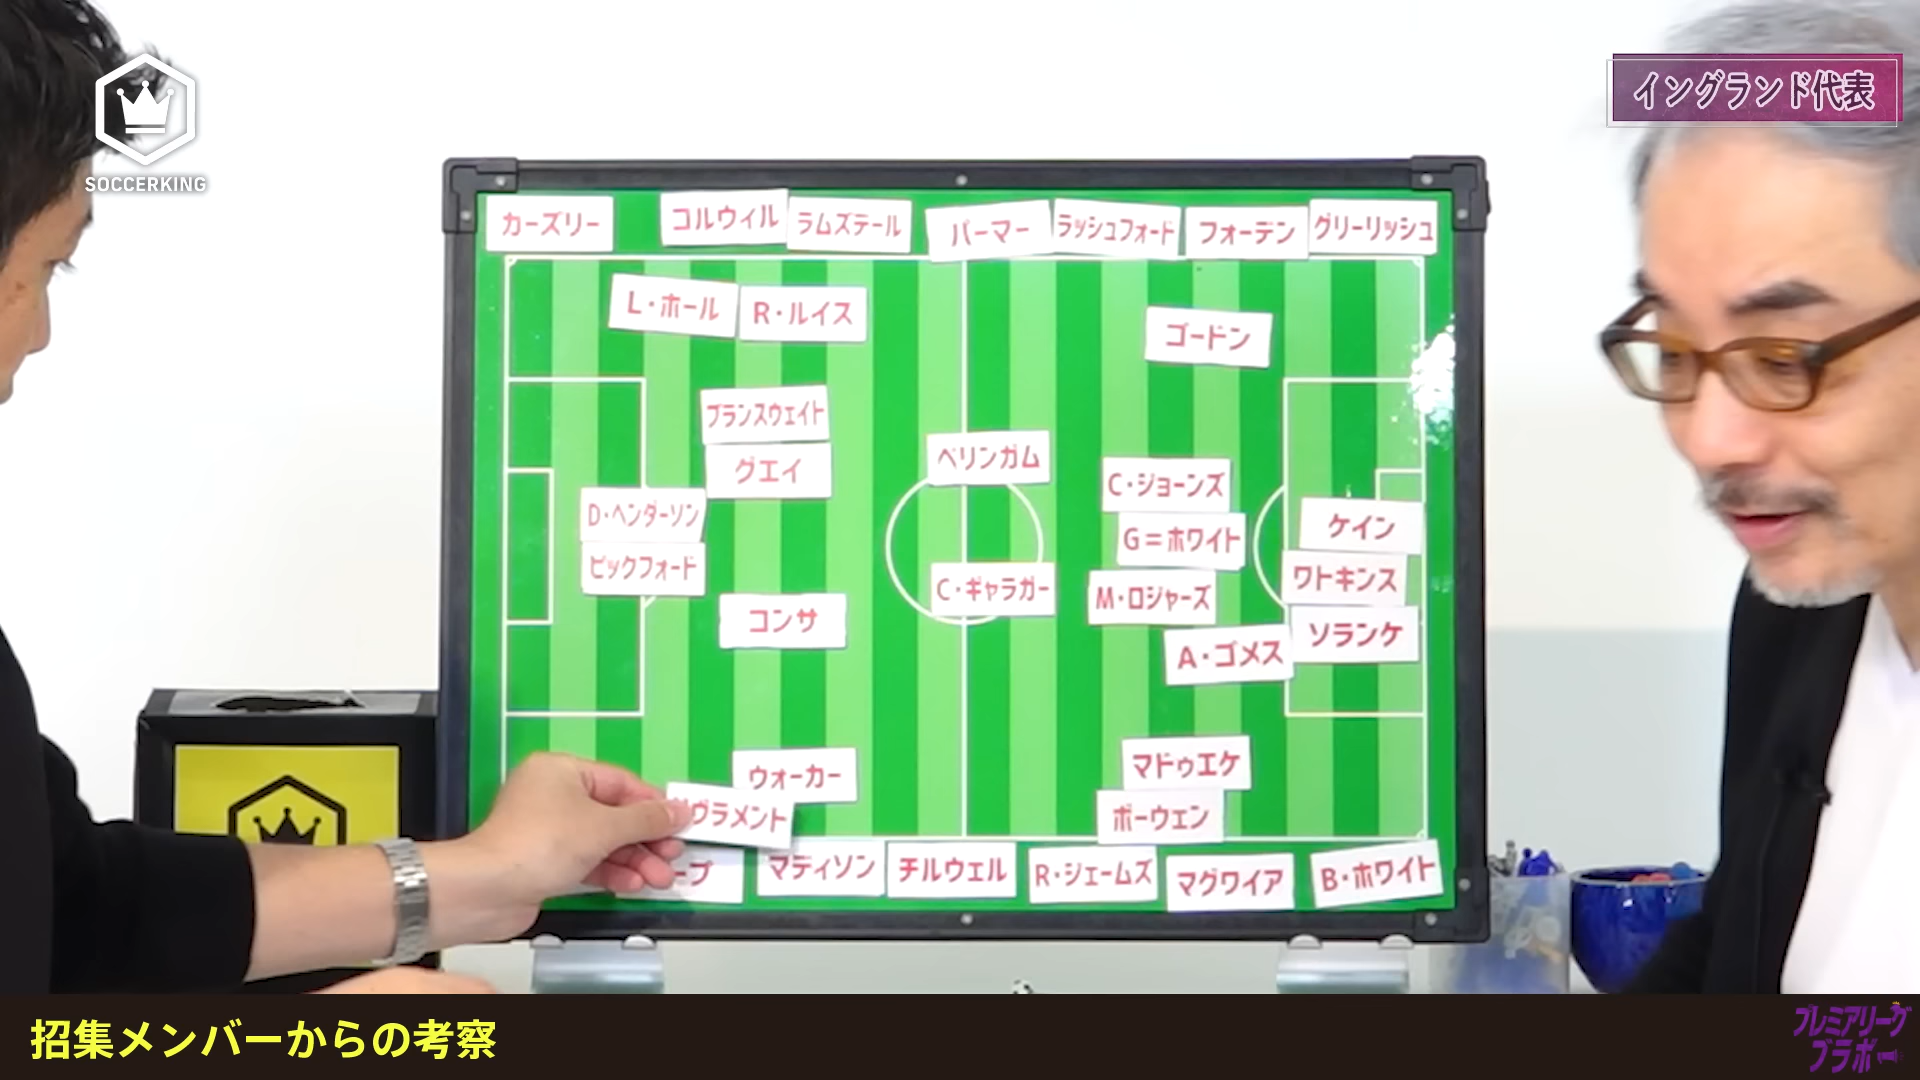 SOCCERKING
イングランド代表
カーズリー
コルウィル
ラムズデール
パーマー
ラッシュフォード
フォーデン
グリーリッシュ
L・ホール
R・ルイス
ゴードン
ブランスウェイト
グエイ
ベリンガム
C・ジョーンズ
D・ヘンダーソン
G=ホワイト
ケイン
ピックフォード
C・ギャラガー
M・ロジャーズ
ワトキンス
コンサ
A・ゴメス
ソランケ
ウォーカー
マドゥエケ
ヴラメント
ボーウェン
ープ
マディソン
チルウェル
R・ジェームズ
マグワイア
B・ホワイト
招集メンバーからの考察
プレミアリーグ
ブラボー